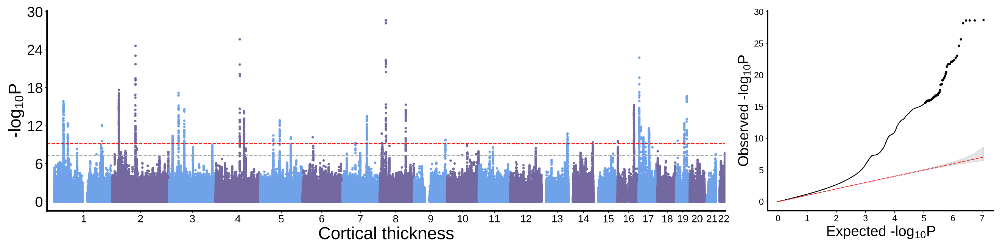 30
24
18
12
6
0
-log10P
1 2 3 4 5 6 7 8 9 10 11 12 13 14 15 16 17 18 19 20 21 22
Cortical thickness
30
25
20
15
10
5
0
Observed -log10P
0 1 2 3 4 5 6 7
Expected -log10P